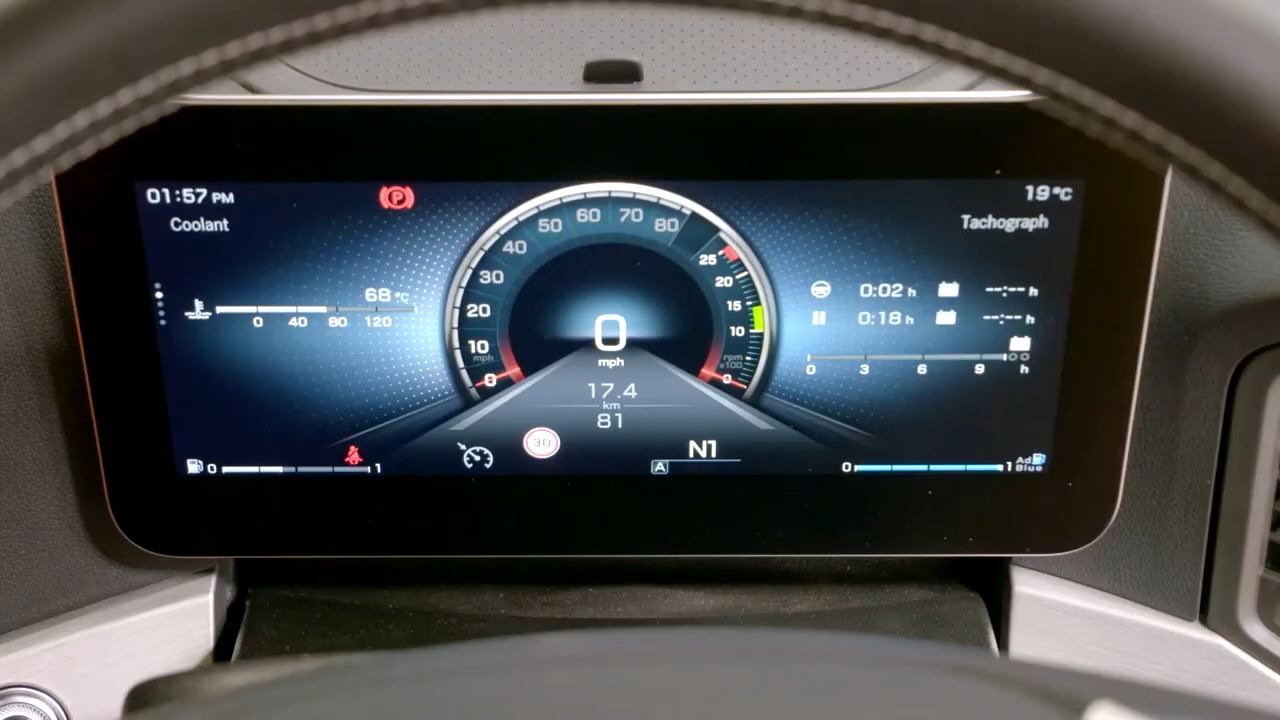 01:57 PM
P
19°C
Coolant
Tachograph
68 °C
0 40 80 120
0 10 20 30 40 50 60 70 80
mph
25
20
15
10
rpm
x100
0
0
mph
17.4
km
81
0:02 h --:-- h
0:18 h --:-- h
0 3 6 9 h
30
N1
A
0 1
0 1 Ad
Blue